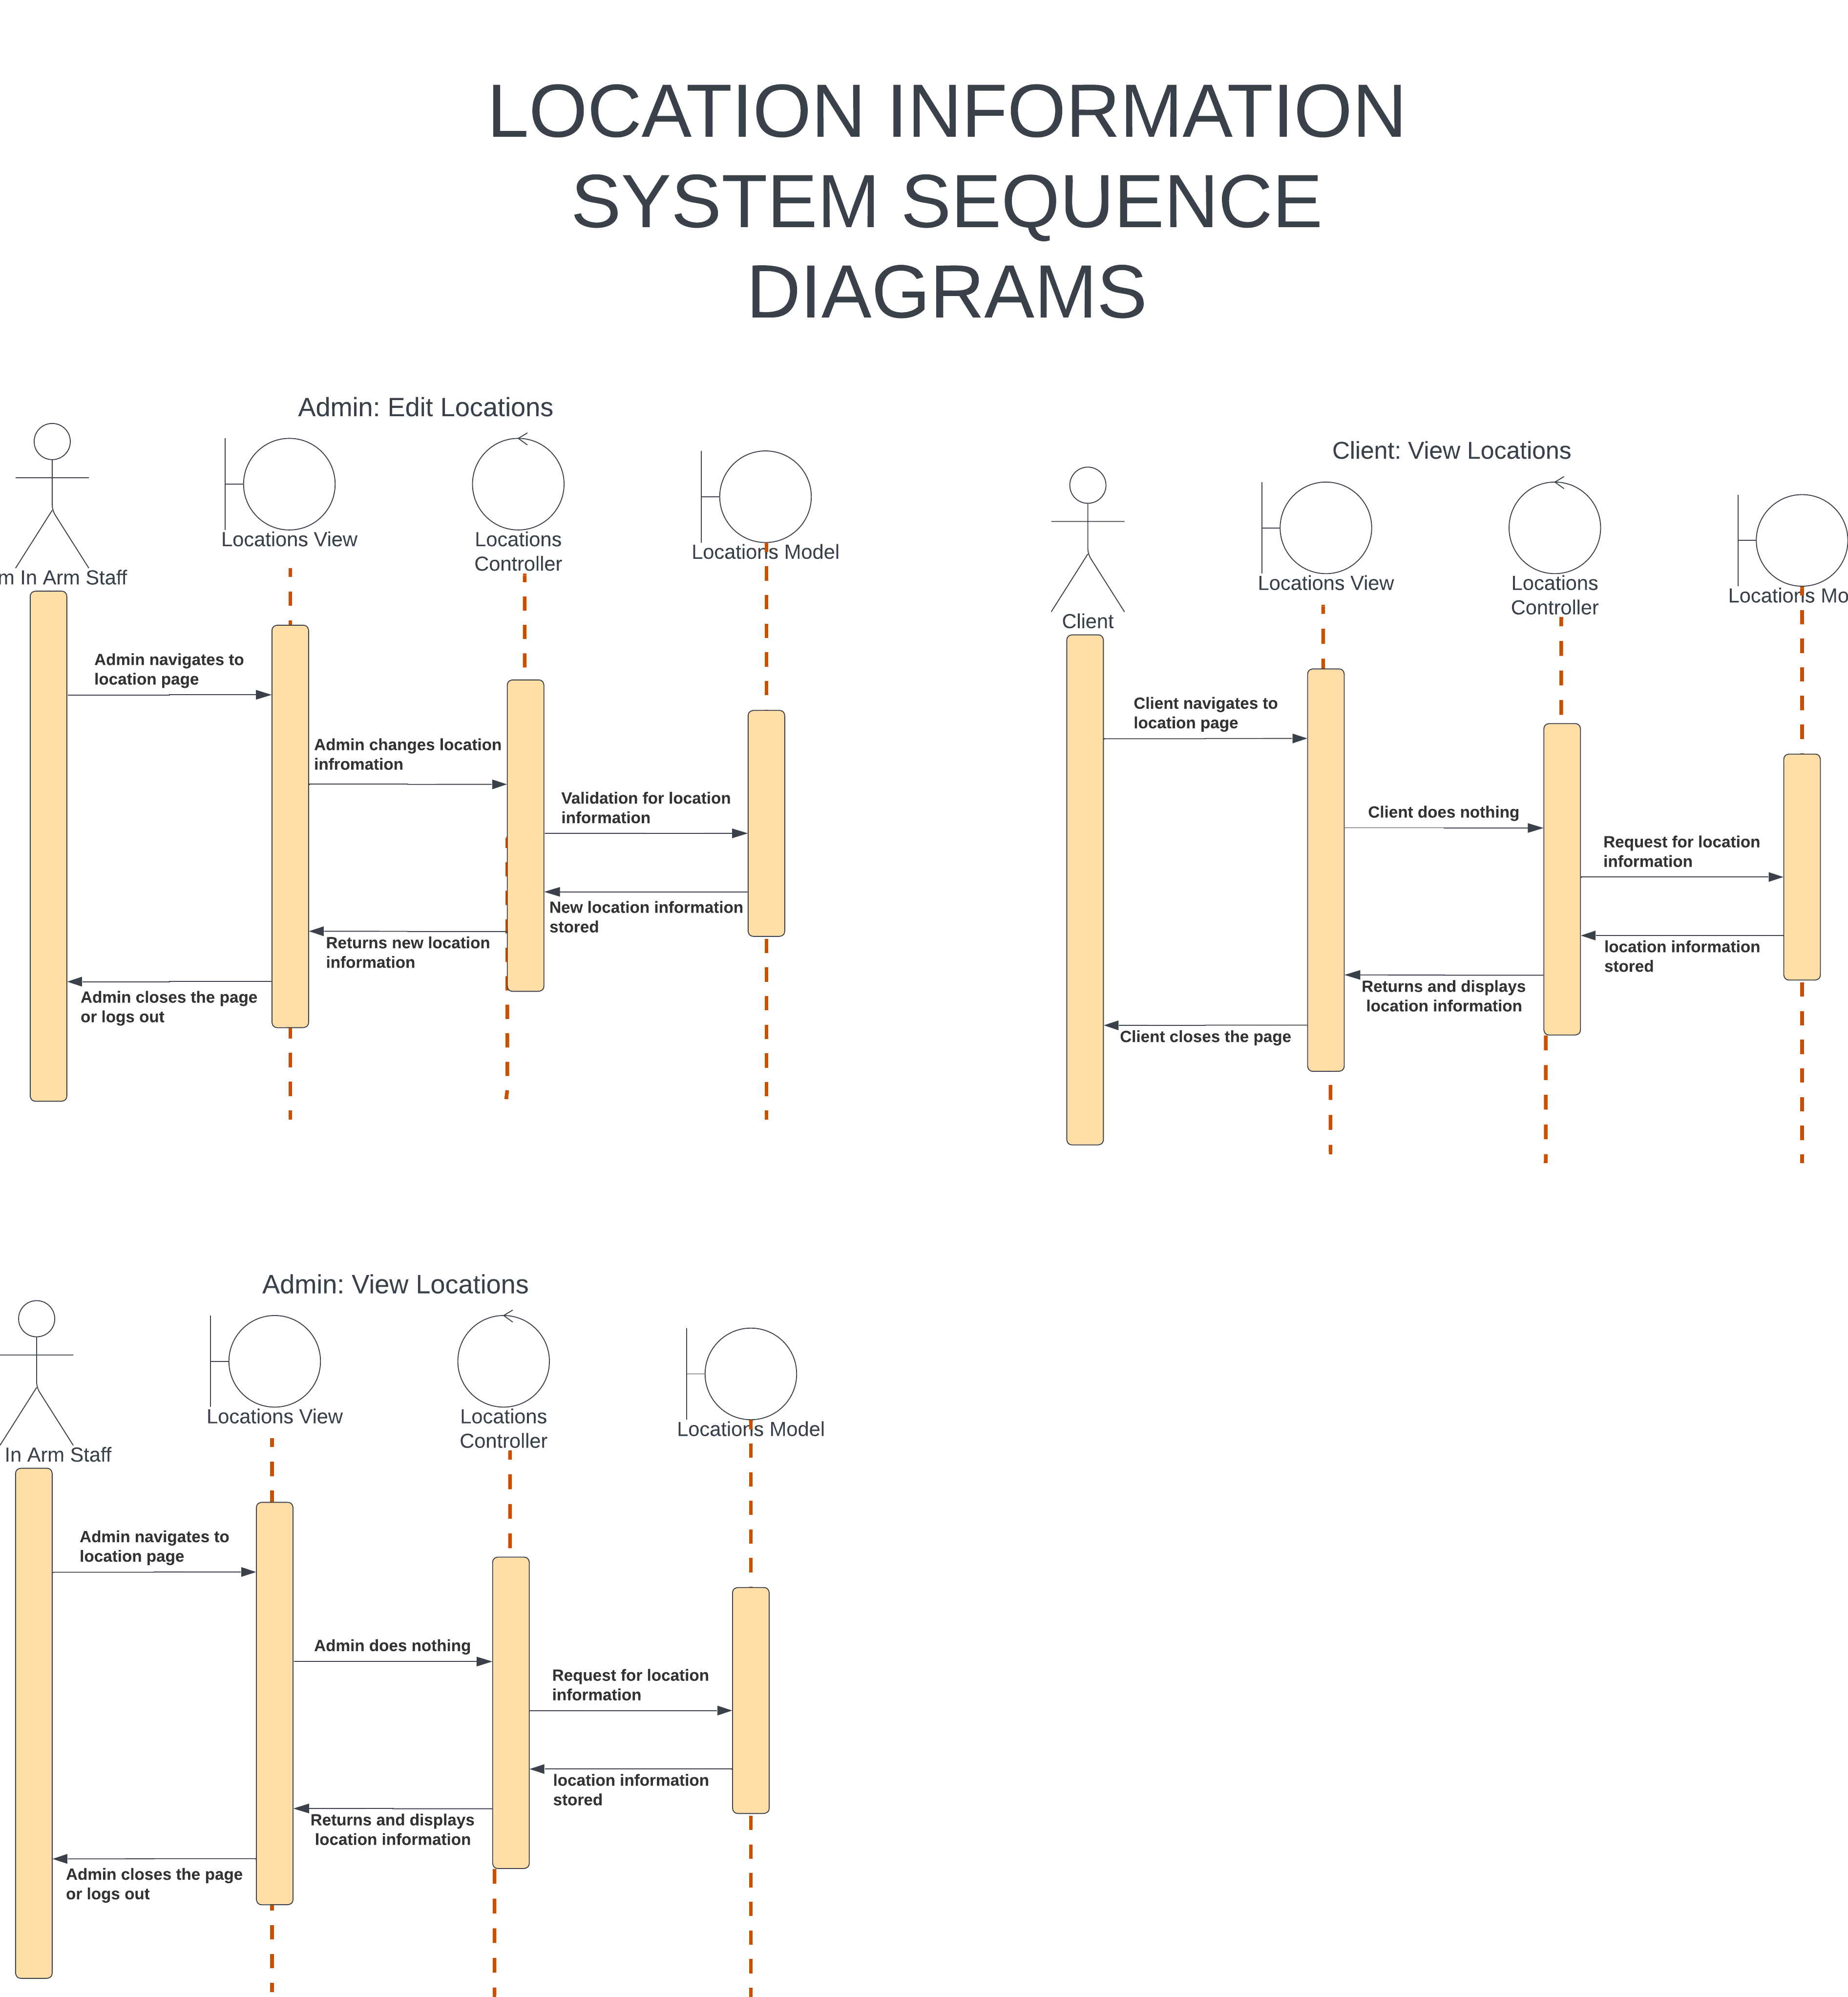 LOCATION INFORMATION
SYSTEM SEQUENCE
DIAGRAMS
Admin: Edit Locations
m In Arm Staff
Locations View
Locations
Controller
Locations Model
Admin navigates to
location page
Admin changes location
infromation
Validation for location
information
New location information
stored
Returns new location
information
Admin closes the page
or logs out
Client: View Locations
Client
Locations View
Locations
Controller
Locations Mo
Client navigates to
location page
Client does nothing
Request for location
information
location information
stored
Returns and displays
location information
Client closes the page
Admin: View Locations
In Arm Staff
Locations View
Locations
Controller
Locations Model
Admin navigates to
location page
Admin does nothing
Request for location
information
location information
stored
Returns and displays
location information
Admin closes the page
or logs out